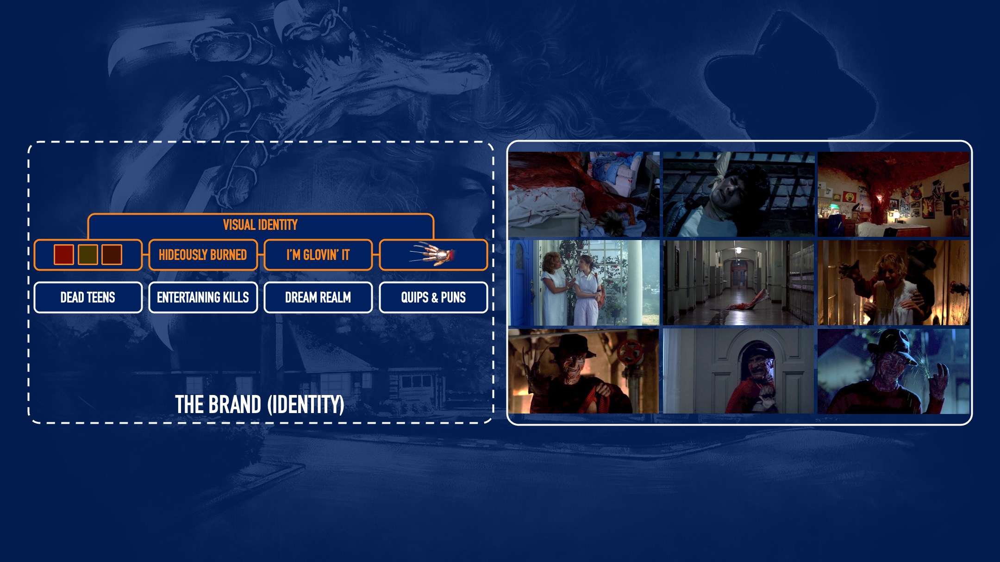 VISUAL IDENTITY
HIDEOUSLY BURNED
I'M GLOVIN' IT
DEAD TEENS
ENTERTAINING KILLS
DREAM REALM
QUIPS & PUNS
THE BRAND (IDENTITY)